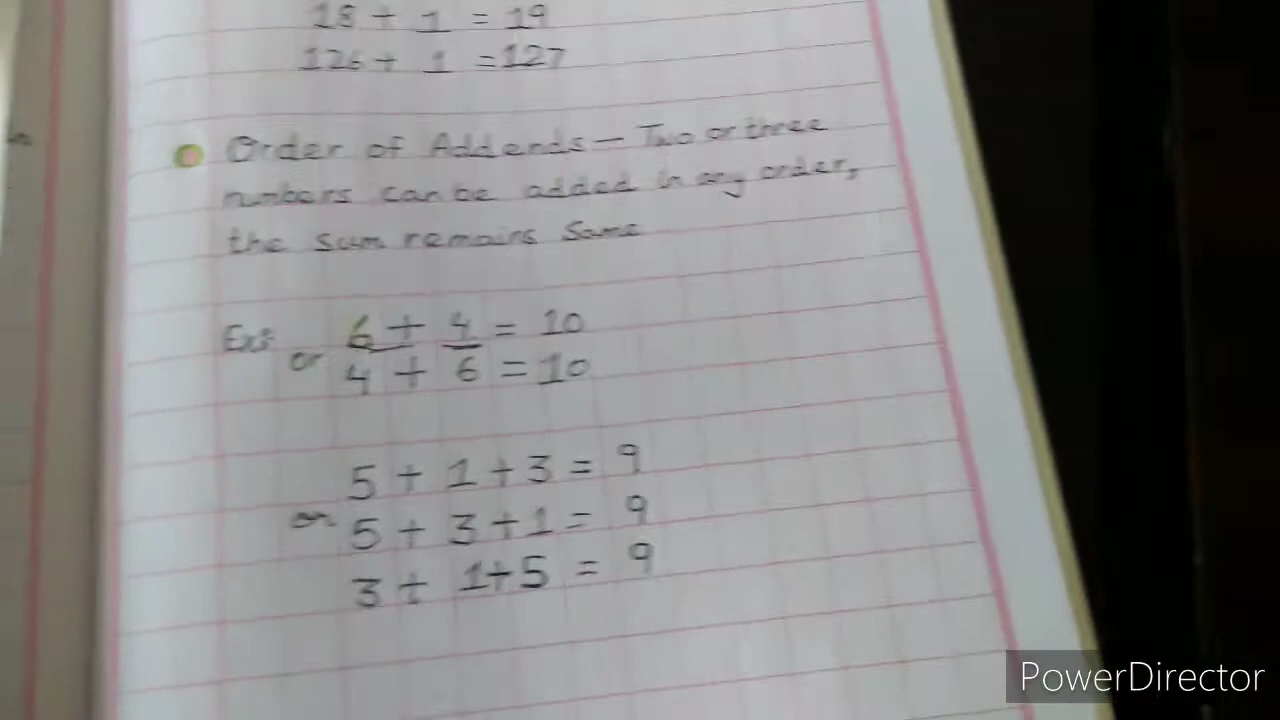 18 + 1 = 19
126 + 1 = 127
Order of Addends — Two or three
numbers can be added in any order,
the sum remains same
Ex:
6 + 4 = 10
or
4 + 6 = 10
5 + 1 + 3 = 9
or
5 + 3 + 1 = 9
3 + 1 + 5 = 9
PowerDirector